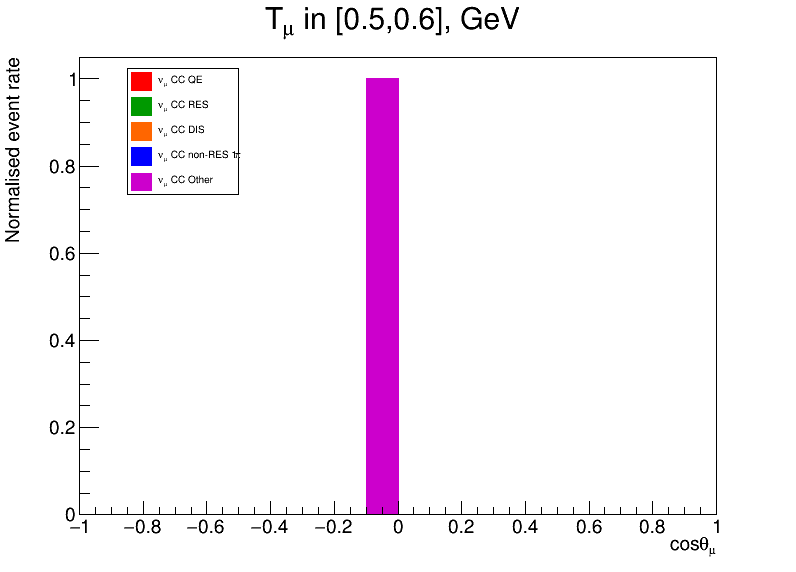 Tμ in [0.5,0.6], GeV
Normalised event rate
1
0.8
0.6
0.4
0.2
0
νμ CC QE
νμ CC RES
νμ CC DIS
νμ CC non-RES 1π
νμ CC Other
−1 −0.8 −0.6 −0.4 −0.2 0 0.2 0.4 0.6 0.8 1
cosθμ